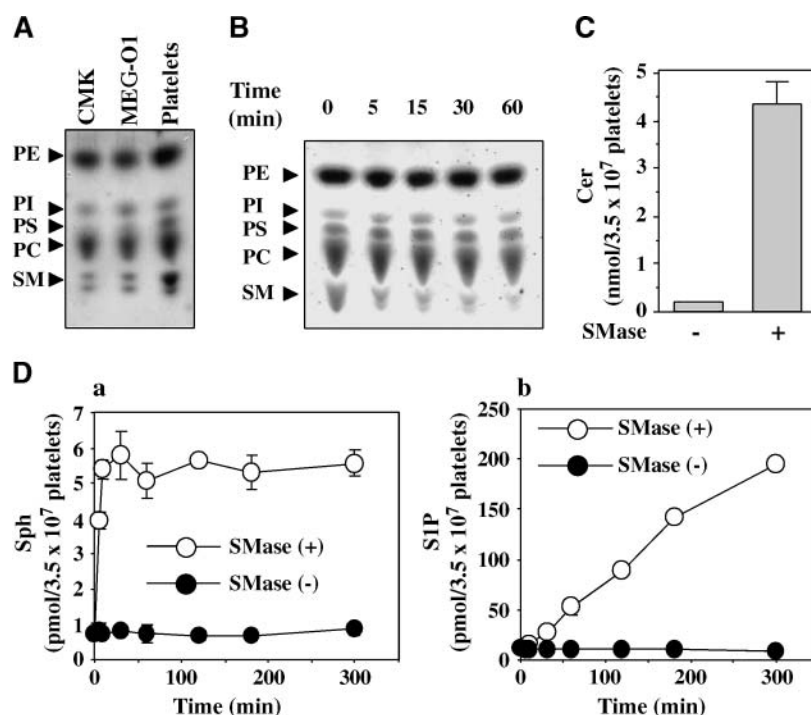 A
CMK
MEG-O1
Platelets
PE
PI
PS
PC
SM
B
Time
(min)
0 5 15 30 60
PE
PI
PS
PC
SM
C
Cer
(nmol/3.5 x 10⁷ platelets)
5
4
3
2
1
0
SMase - +
D
a
Sph
(pmol/3.5 x 10⁷ platelets)
7
6
5
4
3
2
1
0
SMase (+)
SMase (-)
0 100 200 300
Time (min)
b
S1P
(pmol/3.5 x 10⁷ platelets)
250
200
150
100
50
0
SMase (+)
SMase (-)
0 100 200 300
Time (min)